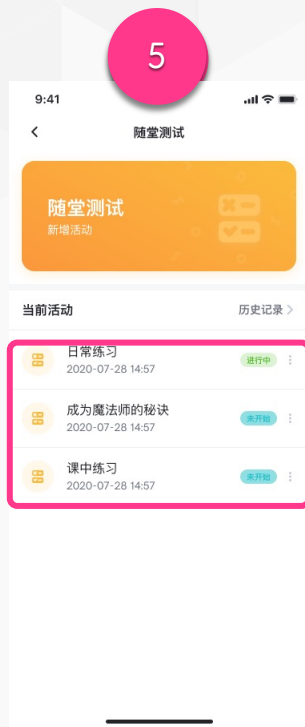 5
9:41
随堂测试
随堂测试
新增活动
当前活动
历史记录
日常练习
进行中
2020-07-28 14:57
成为魔法师的秘诀
未开始
2020-07-28 14:57
课中练习
未开始
2020-07-28 14:57